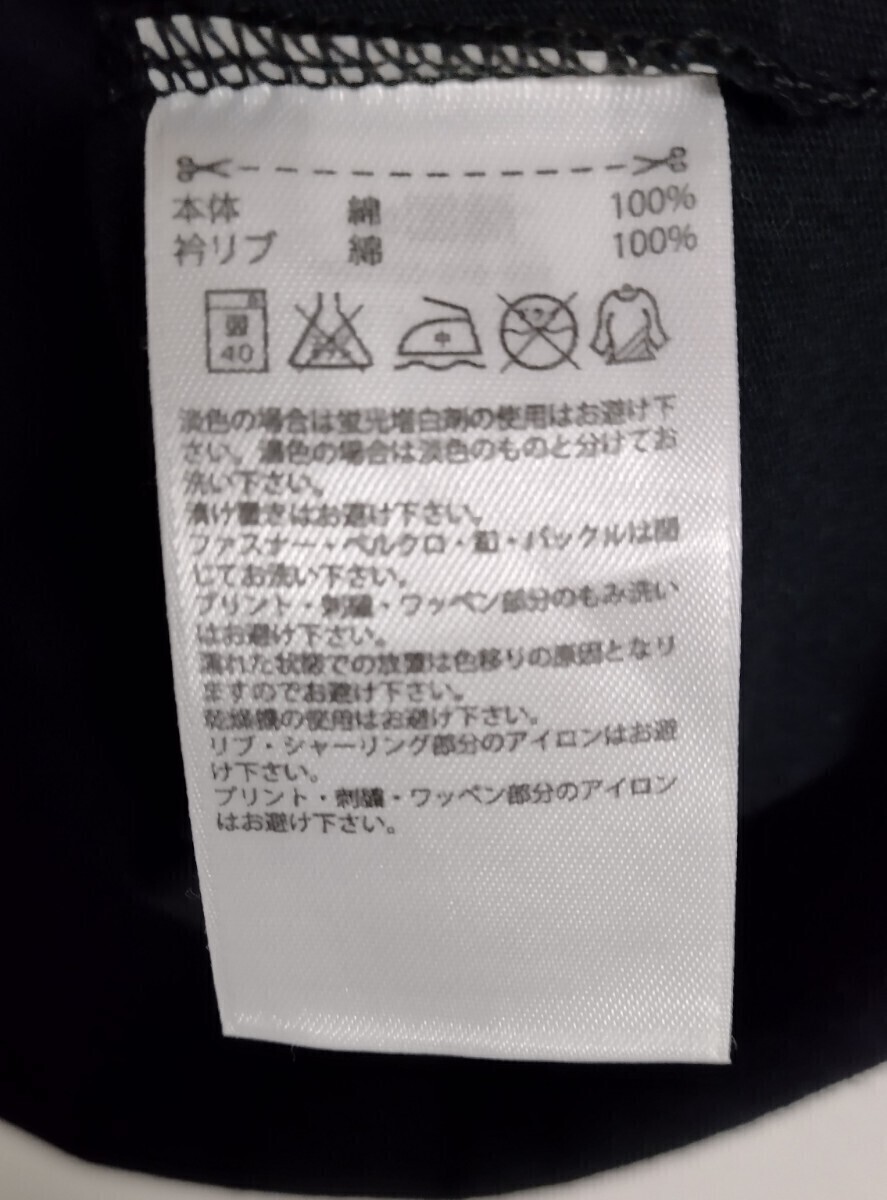 本体 綿 100%
衿リブ 綿 100%
弱 40 中
淡色の場合は蛍光増白剤の使用はお避け下
さい。濃色の場合は淡色のものと分けてお
洗い下さい。
漬け置きはお避け下さい。
ファスナー・ベルクロ・釦・バックルは閉
じてお洗い下さい。
プリント・刺繍・ワッペン部分のもみ洗い
はお避け下さい。
濡れた状態での放置は色移りの原因となり
ますのでお避け下さい。
乾燥機の使用はお避け下さい。
リブ・シャーリング部分のアイロンはお避
け下さい。
プリント・刺繍・ワッペン部分のアイロン
はお避け下さい。